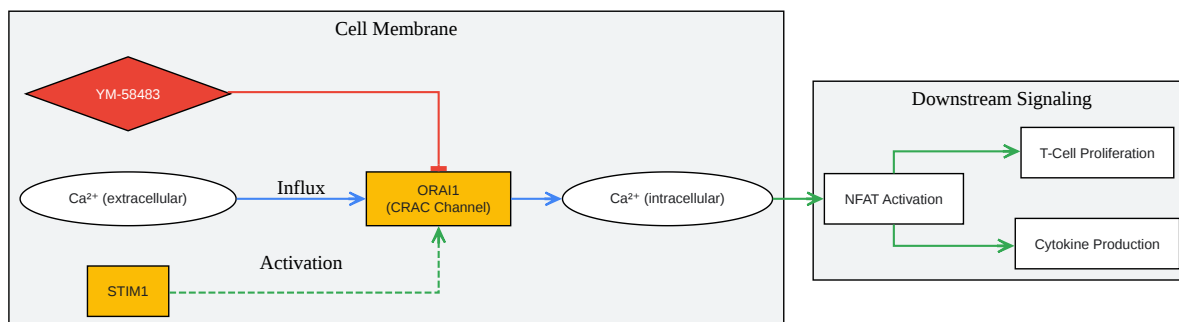 Cell Membrane
YM-58483
Ca²⁺ (extracellular)
Influx
ORAI1
(CRAC Channel)
Ca²⁺ (intracellular)
Activation
STIM1
Downstream Signaling
NFAT Activation
T-Cell Proliferation
Cytokine Production